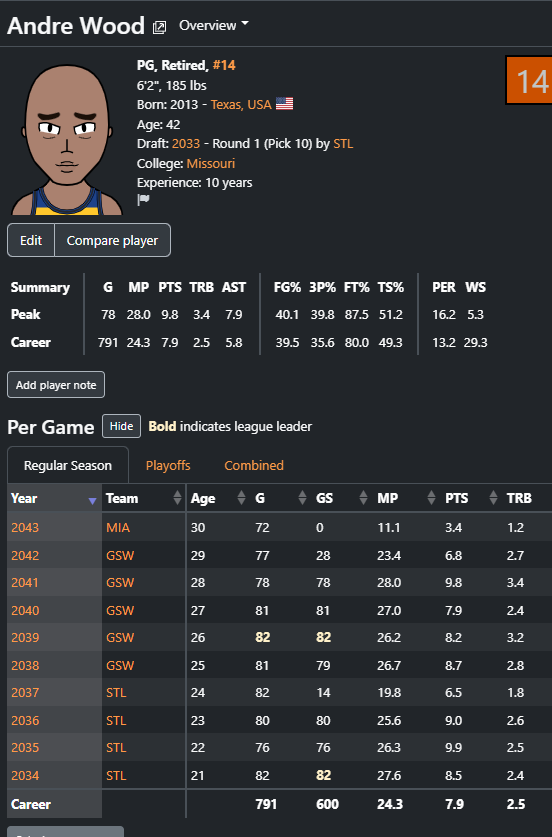 Andre Wood Overview
PG, Retired, #14
14
6'2", 185 lbs
Born: 2013 - Texas, USA
Age: 42
Draft: 2033 - Round 1 (Pick 10) by STL
College: Missouri
Experience: 10 years
Edit Compare player
Summary G MP PTS TRB AST FG% 3P% FT% TS% PER WS
Peak 78 28.0 9.8 3.4 7.9 40.1 39.8 87.5 51.2 16.2 5.3
Career 791 24.3 7.9 2.5 5.8 39.5 35.6 80.0 49.3 13.2 29.3
Add player note
Per Game Hide Bold indicates league leader
Regular Season Playoffs Combined
Year Team Age G GS MP PTS TRB
2043 MIA 30 72 0 11.1 3.4 1.2
2042 GSW 29 77 28 23.4 6.8 2.7
2041 GSW 28 78 78 28.0 9.8 3.4
2040 GSW 27 81 81 27.0 7.9 2.4
2039 GSW 26 82 82 26.2 8.2 3.2
2038 GSW 25 81 79 26.7 8.7 2.8
2037 STL 24 82 14 19.8 6.5 1.8
2036 STL 23 80 80 25.6 9.0 2.6
2035 STL 22 76 76 26.3 9.9 2.5
2034 STL 21 82 82 27.6 8.5 2.4
Career 791 600 24.3 7.9 2.5